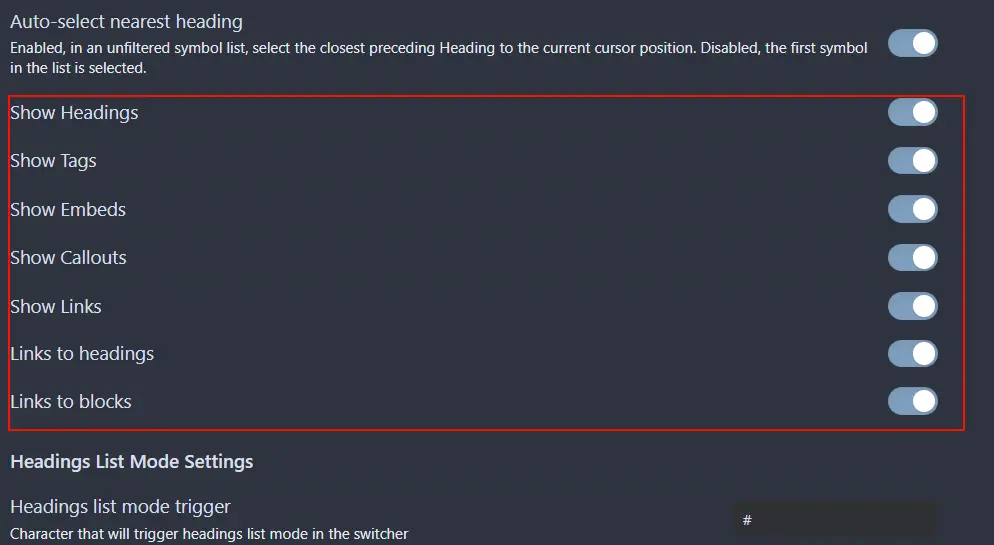 Auto-select nearest heading
Enabled, in an unfiltered symbol list, select the closest preceding Heading to the current cursor position. Disabled, the first symbol
in the list is selected.
Show Headings
Show Tags
Show Embeds
Show Callouts
Show Links
Links to headings
Links to blocks
Headings List Mode Settings
Headings list mode trigger
#
Character that will trigger headings list mode in the switcher